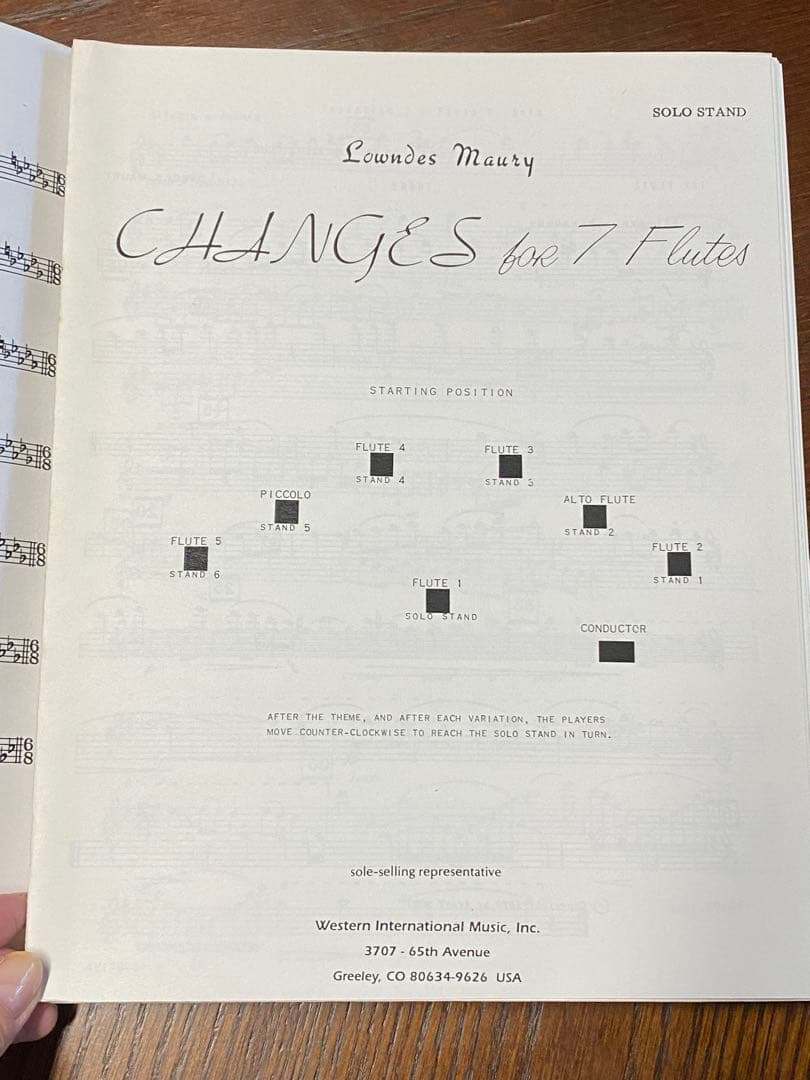 SOLO STAND
Lowndes Maury
CHANGES for 7 Flutes
STARTING POSITION
FLUTE 4
STAND 4
FLUTE 3
STAND 3
PICCOLO
STAND 5
ALTO FLUTE
STAND 2
FLUTE 5
STAND 6
FLUTE 2
STAND 1
FLUTE 1
SOLO STAND
CONDUCTOR
AFTER THE THEME, AND AFTER EACH VARIATION, THE PLAYERS
MOVE COUNTER-CLOCKWISE TO REACH THE SOLO STAND IN TURN.
sole-selling representative
Western International Music, Inc.
3707 - 65th Avenue
Greeley, CO 80634-9626 USA